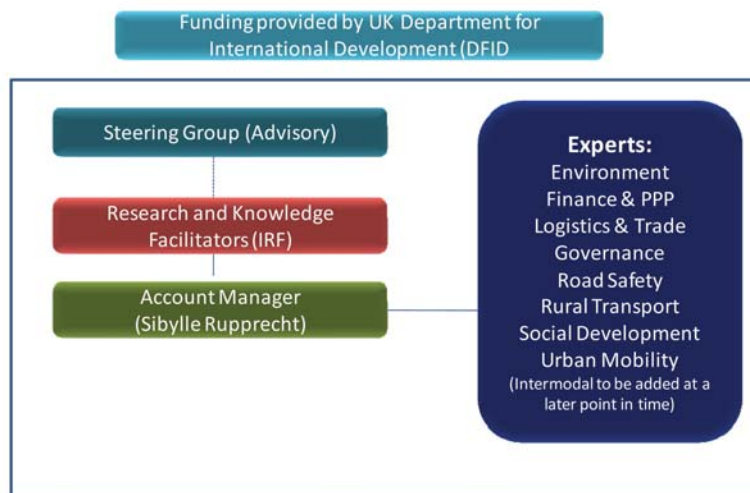 Funding provided by UK Department for
International Development (DFID
Steering Group (Advisory)
Research and Knowledge
Facilitators (IRF)
Account Manager
(Sibylle Rupprecht)
Experts:
Environment
Finance & PPP
Logistics & Trade
Governance
Road Safety
Rural Transport
Social Development
Urban Mobility
(Intermodal to be added at a
later point in time)